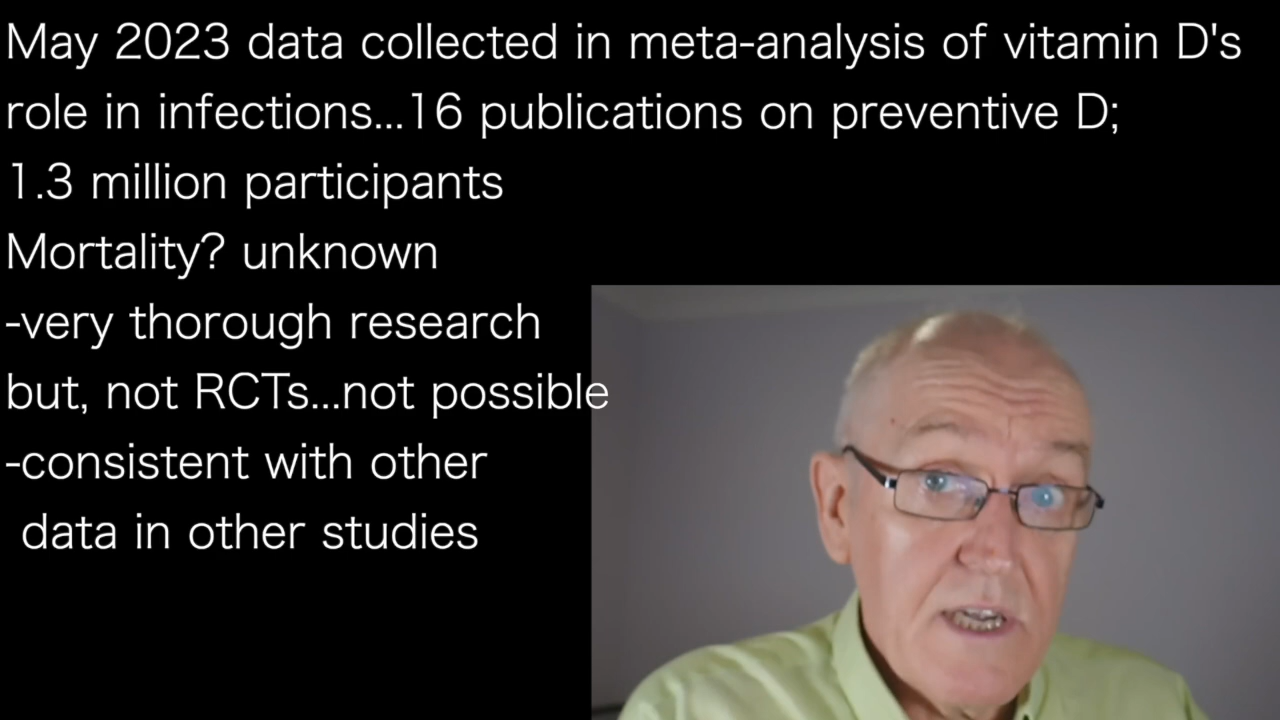 May 2023 data collected in meta-analysis of vitamin D's
role in infections...16 publications on preventive D;
1.3 million participants
Mortality? unknown
-very thorough research
but, not RCTs...not possible
-consistent with other
data in other studies